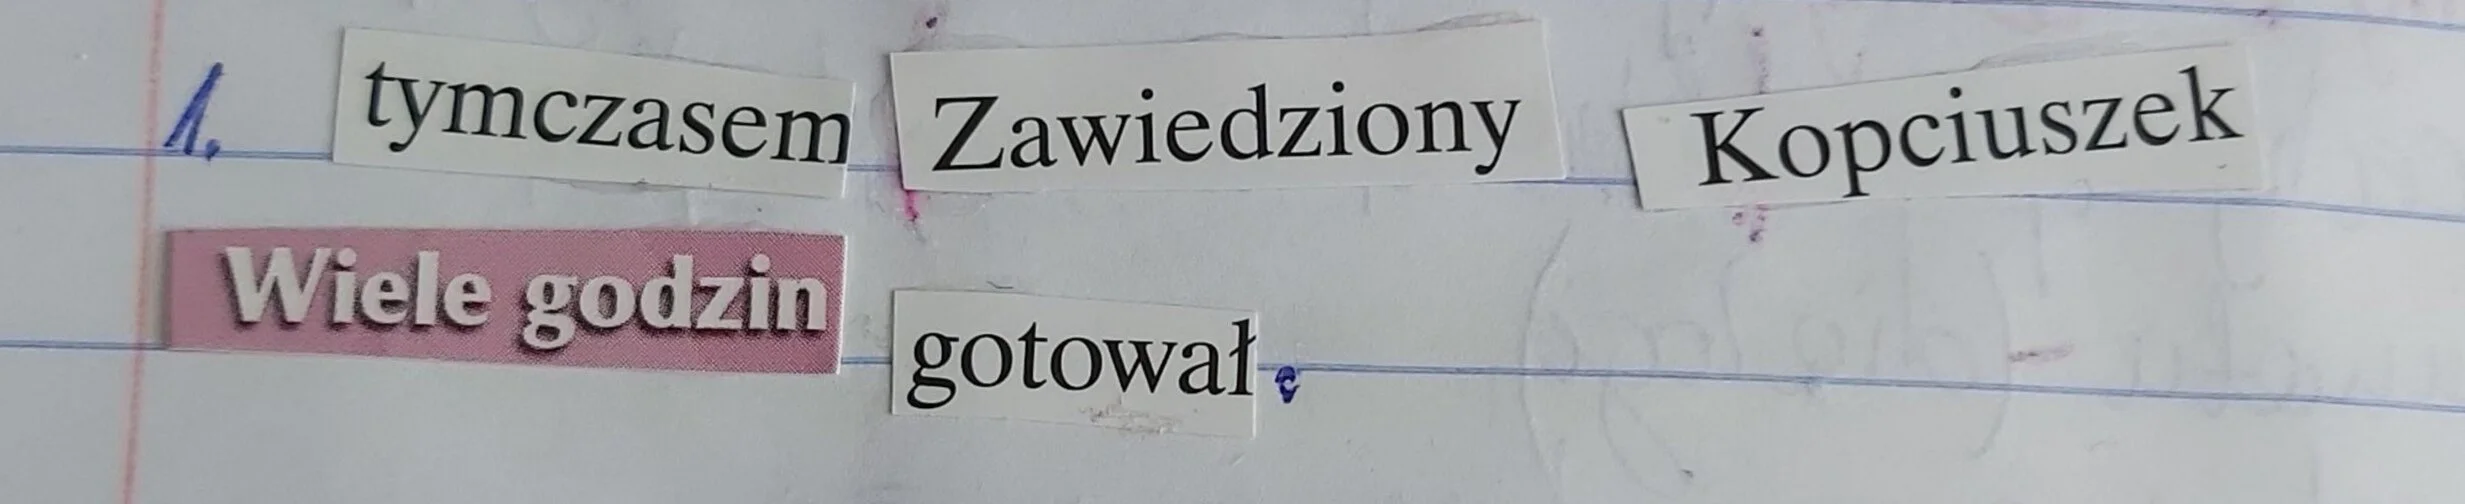 1. tymczasem Zawiedziony Kopciuszek
Wiele godzin gotował.